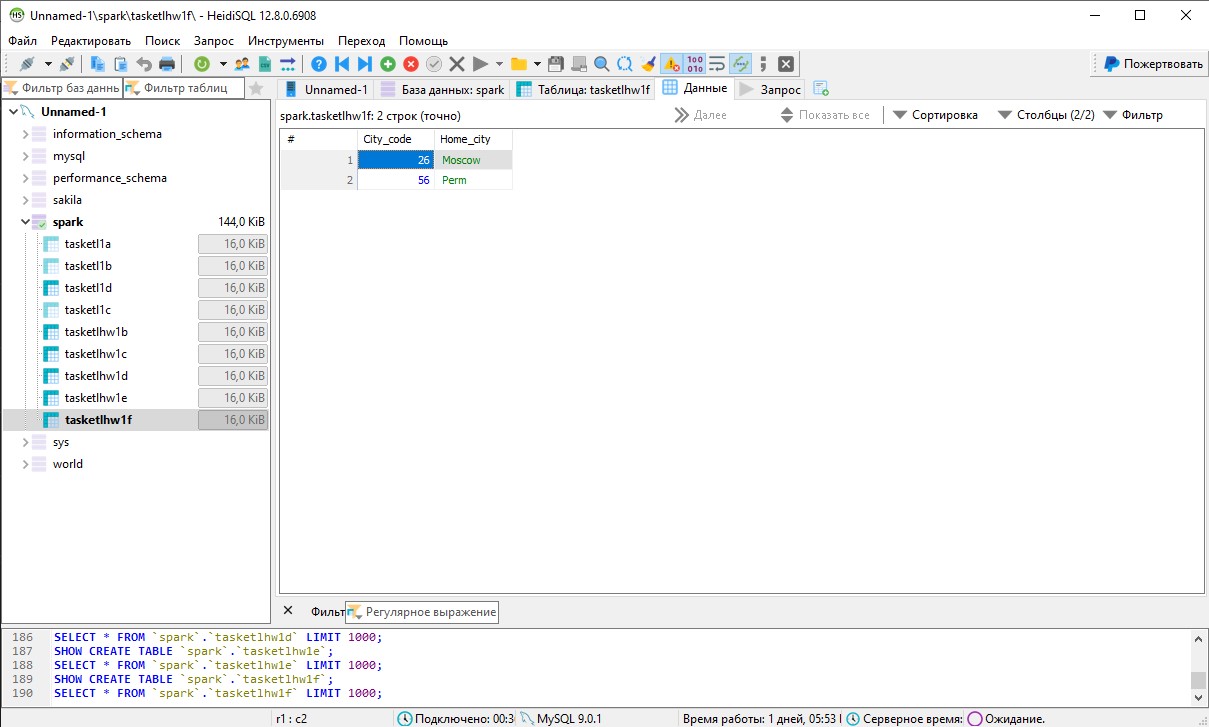 Unnamed-1\spark\tasketlhw1f\ - HeidiSQL 12.8.0.6908
Файл Редактировать Поиск Запрос Инструменты Переход Помощь
Пожертвовать
Фильтр баз данн Фильтр таблиц
Unnamed-1 База данных: spark Таблица: tasketlhw1f Данные Запрос
Unnamed-1
information_schema
mysql
performance_schema
sakila
spark 144,0 KiB
tasketl1a 16,0 KiB
tasketl1b 16,0 KiB
tasketl1d 16,0 KiB
tasketl1c 16,0 KiB
tasketlhw1b 16,0 KiB
tasketlhw1c 16,0 KiB
tasketlhw1d 16,0 KiB
tasketlhw1e 16,0 KiB
tasketlhw1f 16,0 KiB
sys
world
spark.tasketlhw1f: 2 строк (точно) Далее Показать все Сортировка Столбцы (2/2) Фильтр
# City_code Home_city
1 26 Moscow
2 56 Perm
Фильт Регулярное выражение
186 SELECT * FROM `spark`.`tasketlhw1d` LIMIT 1000;
187 SHOW CREATE TABLE `spark`.`tasketlhw1e`;
188 SELECT * FROM `spark`.`tasketlhw1e` LIMIT 1000;
189 SHOW CREATE TABLE `spark`.`tasketlhw1f`;
190 SELECT * FROM `spark`.`tasketlhw1f` LIMIT 1000;
r1 : c2 Подключено: 00:3 MySQL 9.0.1 Время работы: 1 дней, 05:53 Серверное время: Ожидание.